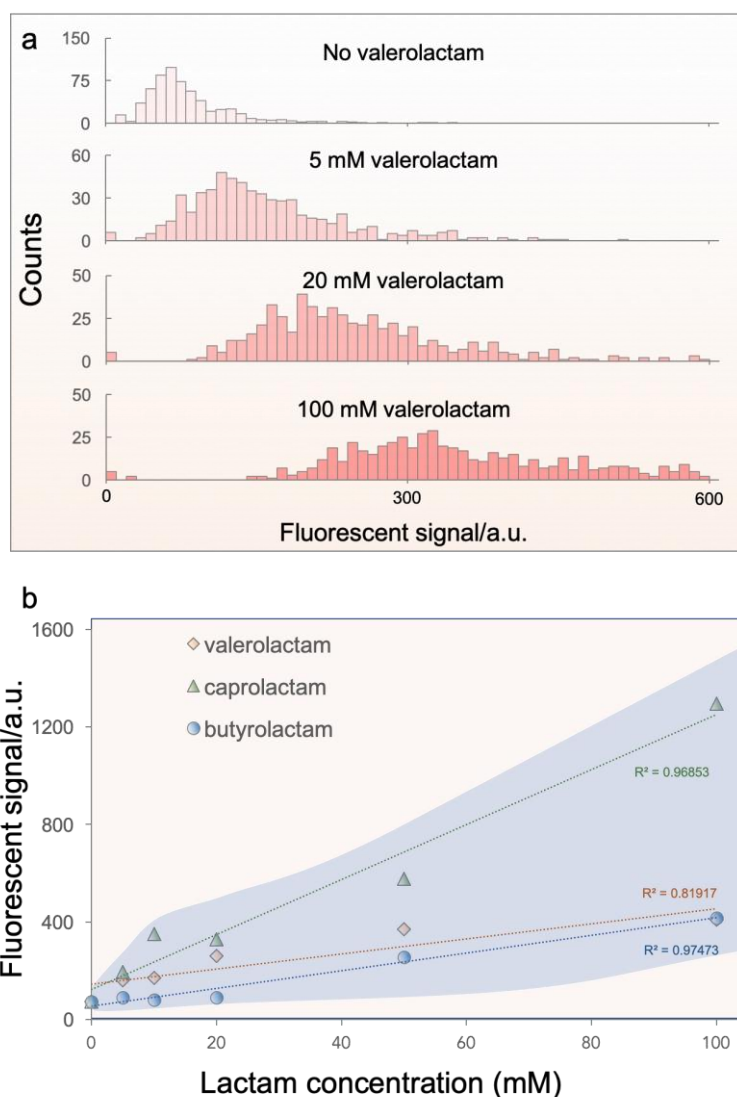 a
No valerolactam
150
75
0
5 mM valerolactam
60
30
0
Counts
20 mM valerolactam
50
25
0
100 mM valerolactam
50
25
0
0 300 600
Fluorescent signal/a.u.
b
1600
1200
800
400
0
Fluorescent signal/a.u.
valerolactam
caprolactam
butyrolactam
R² = 0.96853
R² = 0.81917
R² = 0.97473
0 20 40 60 80 100
Lactam concentration (mM)